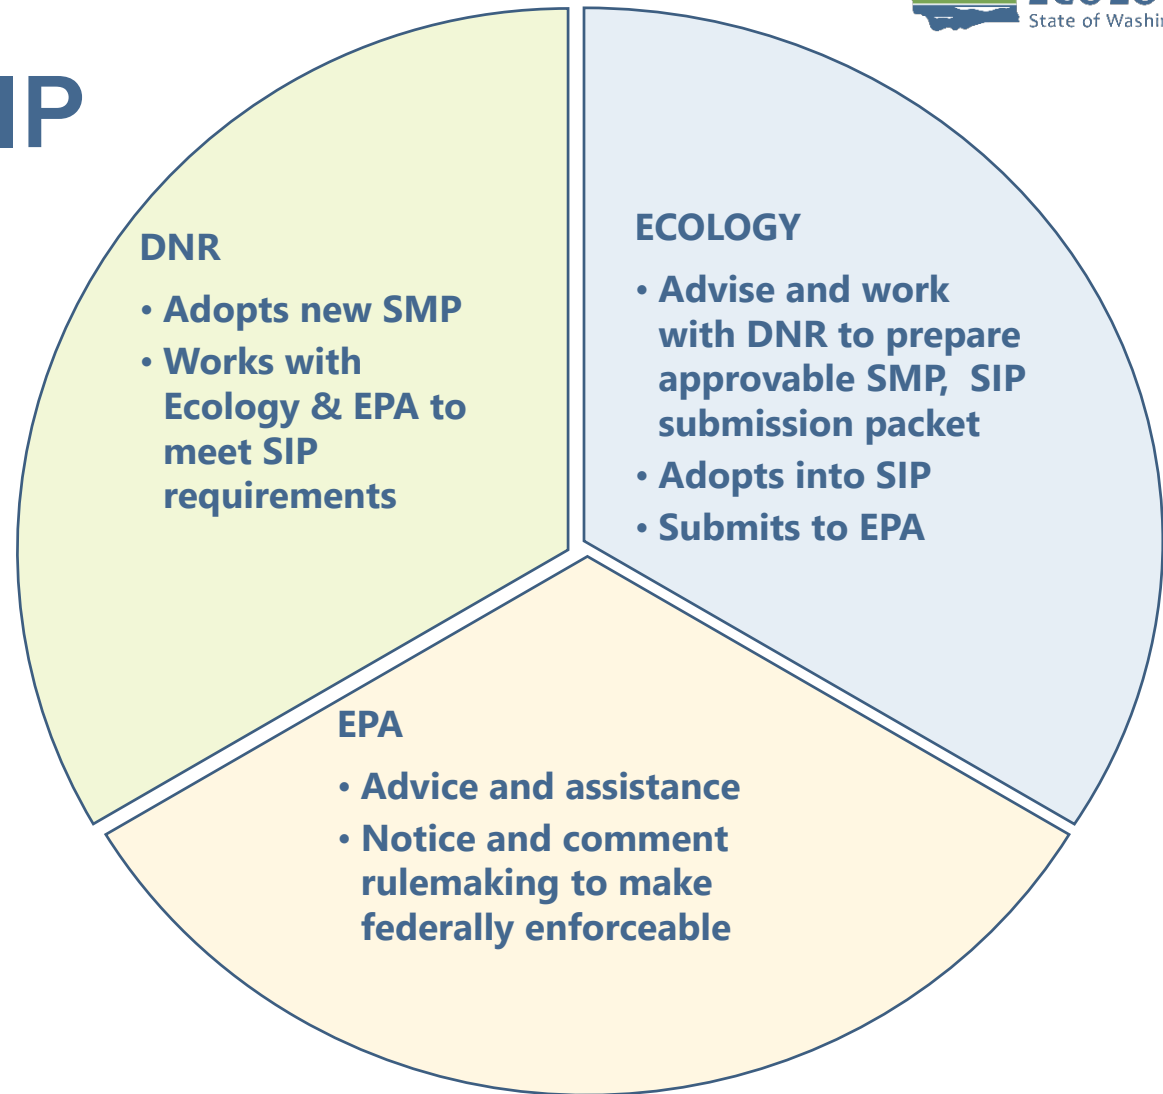 IP
State of Washi
DNR
• Adopts new SMP
• Works with
Ecology & EPA to
meet SIP
requirements
ECOLOGY
• Advise and work
with DNR to prepare
approvable SMP,  SIP
submission packet
• Adopts into SIP
• Submits to EPA
EPA
• Advice and assistance
• Notice and comment
rulemaking to make
federally enforceable